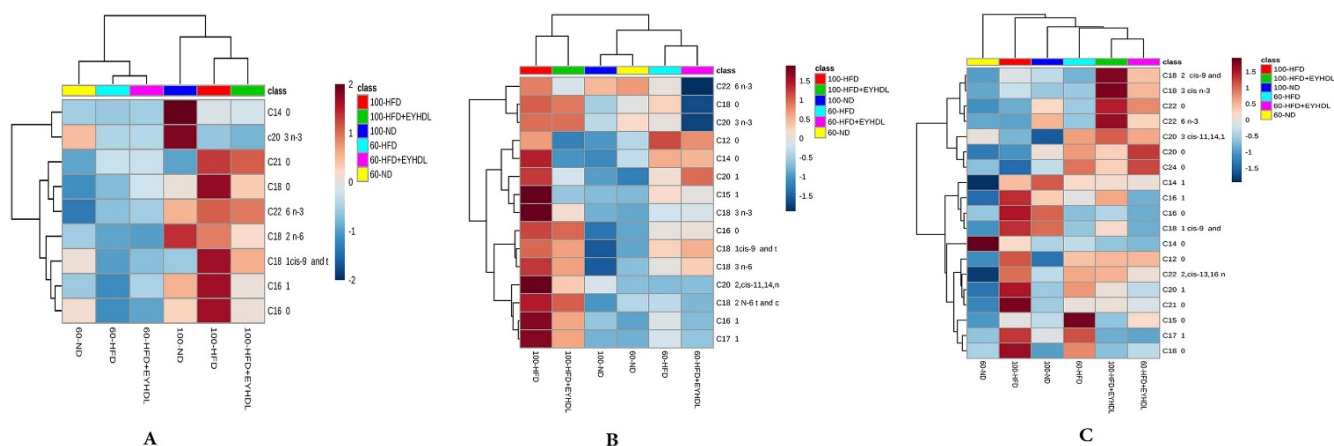 class
2
1
0
-1
-2
C14 0
c20 3 n-3
C21 0
C18 0
C22 6 n-3
C18 2 n-6
C18 1cis-9 and t
C16 1
C16 0
class
100-HFD
100-HFD+EYHDL
100-ND
60-HFD
60-HFD+EYHDL
60-ND
60-ND
60-HFD
60-HFD+EYHDL
100-ND
100-HFD
100-HFD+EYHDL
A
class
C22 6 n-3
C18 0
C20 3 n-3
C12 0
C14 0
C20 1
C15 1
C18 3 n-3
C16 0
C18 1cis-9 and t
C18 3 n-6
C20 2,cis-11,14,n
C18 2 N-6 t and c
C16 1
C17 1
1.5
1
0.5
0
-0.5
-1
-1.5
class
100-HFD
100-HFD+EYHDL
100-ND
60-HFD
60-HFD+EYHDL
60-ND
100-HFD
100-HFD+EYHDL
100-ND
60-ND
60-HFD
60-HFD+EYHDL
B
class
C18 2 cis-9 and
C18 3 cis n-3
C22 0
C22 6 n-3
C20 3 cis-11,14,1
C20 0
C24 0
C14 1
C16 1
C16 0
C18 1 cis-9 and
C14 0
C12 0
C22 2,cis-13,16 n
C20 1
C21 0
C15 0
C17 1
C18 0
1.5
1
0.5
0
-0.5
-1
-1.5
class
100-HFD
100-HFD+EYHDL
100-ND
60-HFD
60-HFD+EYHDL
60-ND
60-ND
100-HFD
100-ND
60-HFD
100-HFD+EYHDL
60-HFD+EYHDL
C